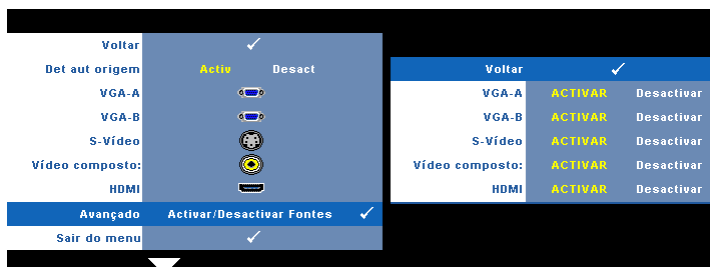 Voltar
Det aut origem Activ Desact
VGA-A
VGA-B
S-Vídeo
Vídeo composto:
HDMI
Avançado Activar/Desactivar Fontes
Sair do menu
Voltar
VGA-A ACTIVAR Desactivar
VGA-B ACTIVAR Desactivar
S-Vídeo ACTIVAR Desactivar
Vídeo composto: ACTIVAR Desactivar
HDMI ACTIVAR Desactivar